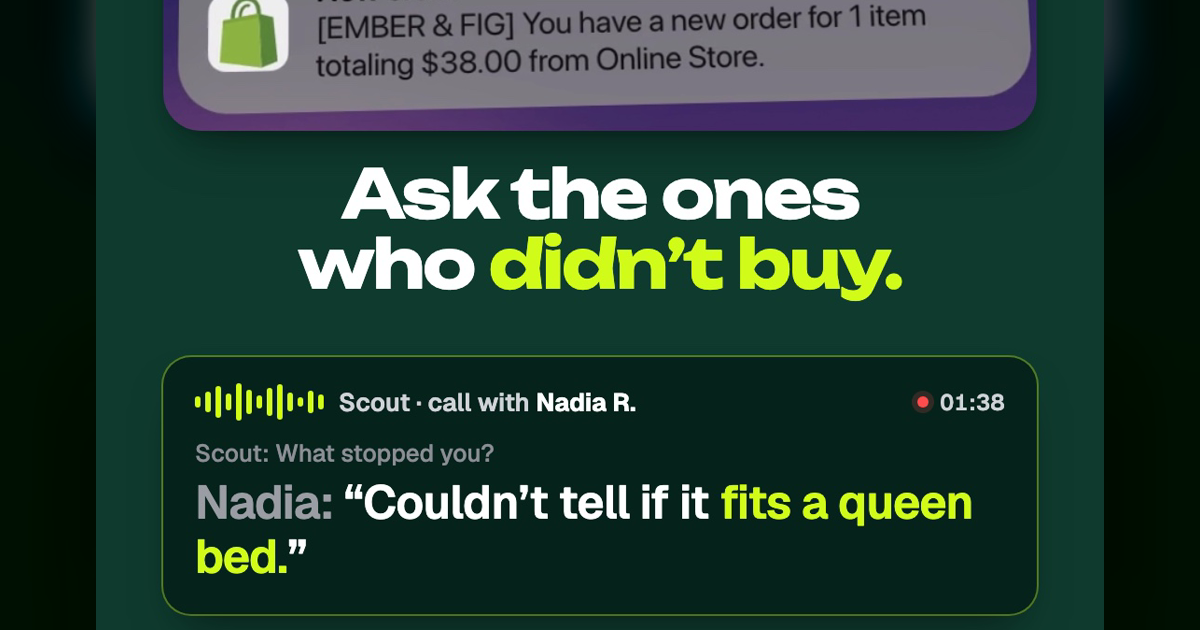 [EMBER & FIG] You have a new order for 1 item
totaling $38.00 from Online Store.
Ask the ones
who didn’t buy.
Scout · call with Nadia R.
01:38
Scout: What stopped you?
Nadia: “Couldn’t tell if it fits a queen
bed.”